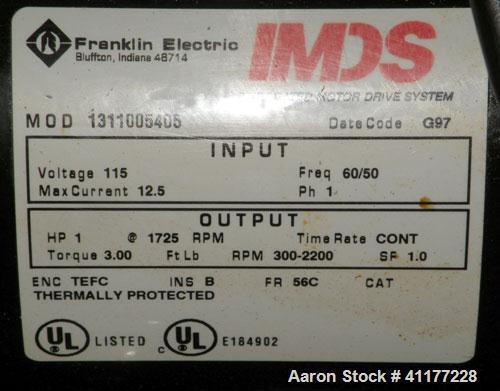 Franklin Electric
Bluffton, Indiana 46714
IMDS
MOTOR DRIVE SYSTEM
MOD 1311005405 Date Code G97
INPUT
Voltage 115 Freq 60/50
Max Current 12.5 Ph 1
OUTPUT
HP 1 @ 1725 RPM Time Rate CONT
Torque 3.00 Ft Lb RPM 300-2200 SF 1.0
ENC TEFC INS B FR 56C CAT
THERMALLY PROTECTED
UL LISTED c UL E184902
Aaron Stock # 41177228